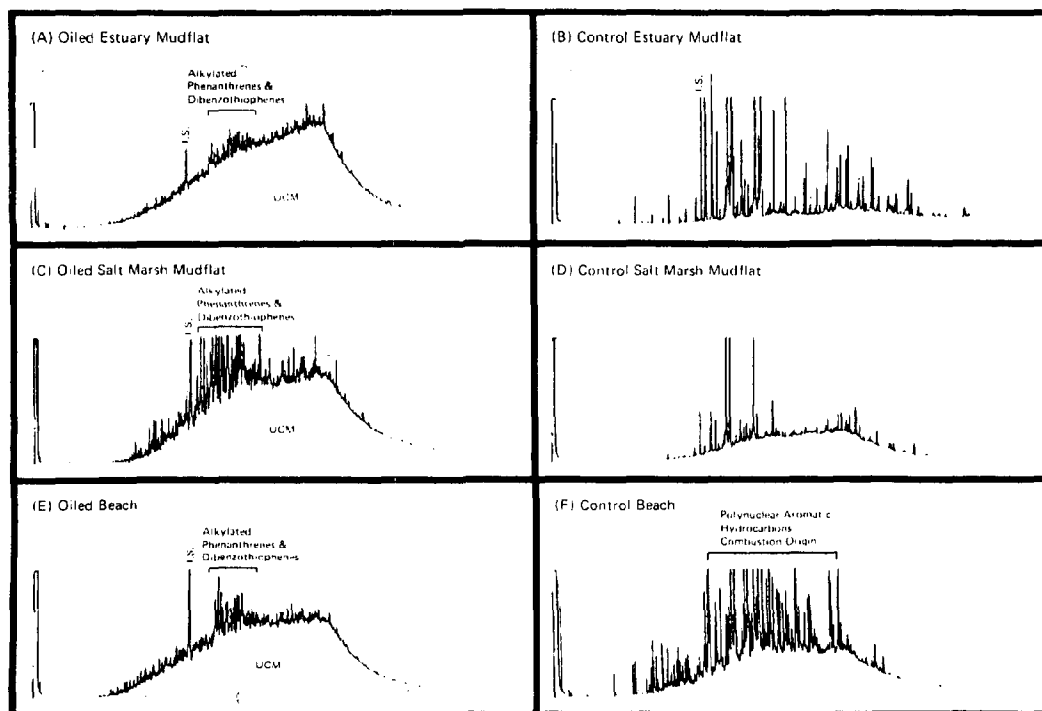 (A) Oiled Estuary Mudflat
Alkylated
Phenanthrenes &
Dibenzothiophenes
I.S.
UCM
(B) Control Estuary Mudflat
I.S.
(C) Oiled Salt Marsh Mudflat
Alkylated
Phenanthrenes &
Dibenzothiophenes
I.S.
UCM
(D) Control Salt Marsh Mudflat
(E) Oiled Beach
Alkylated
Phenanthrenes &
Dibenzothiophenes
I.S.
UCM
(F) Control Beach
Polynuclear Aromatic
Hydrocarbons
Combustion Origin